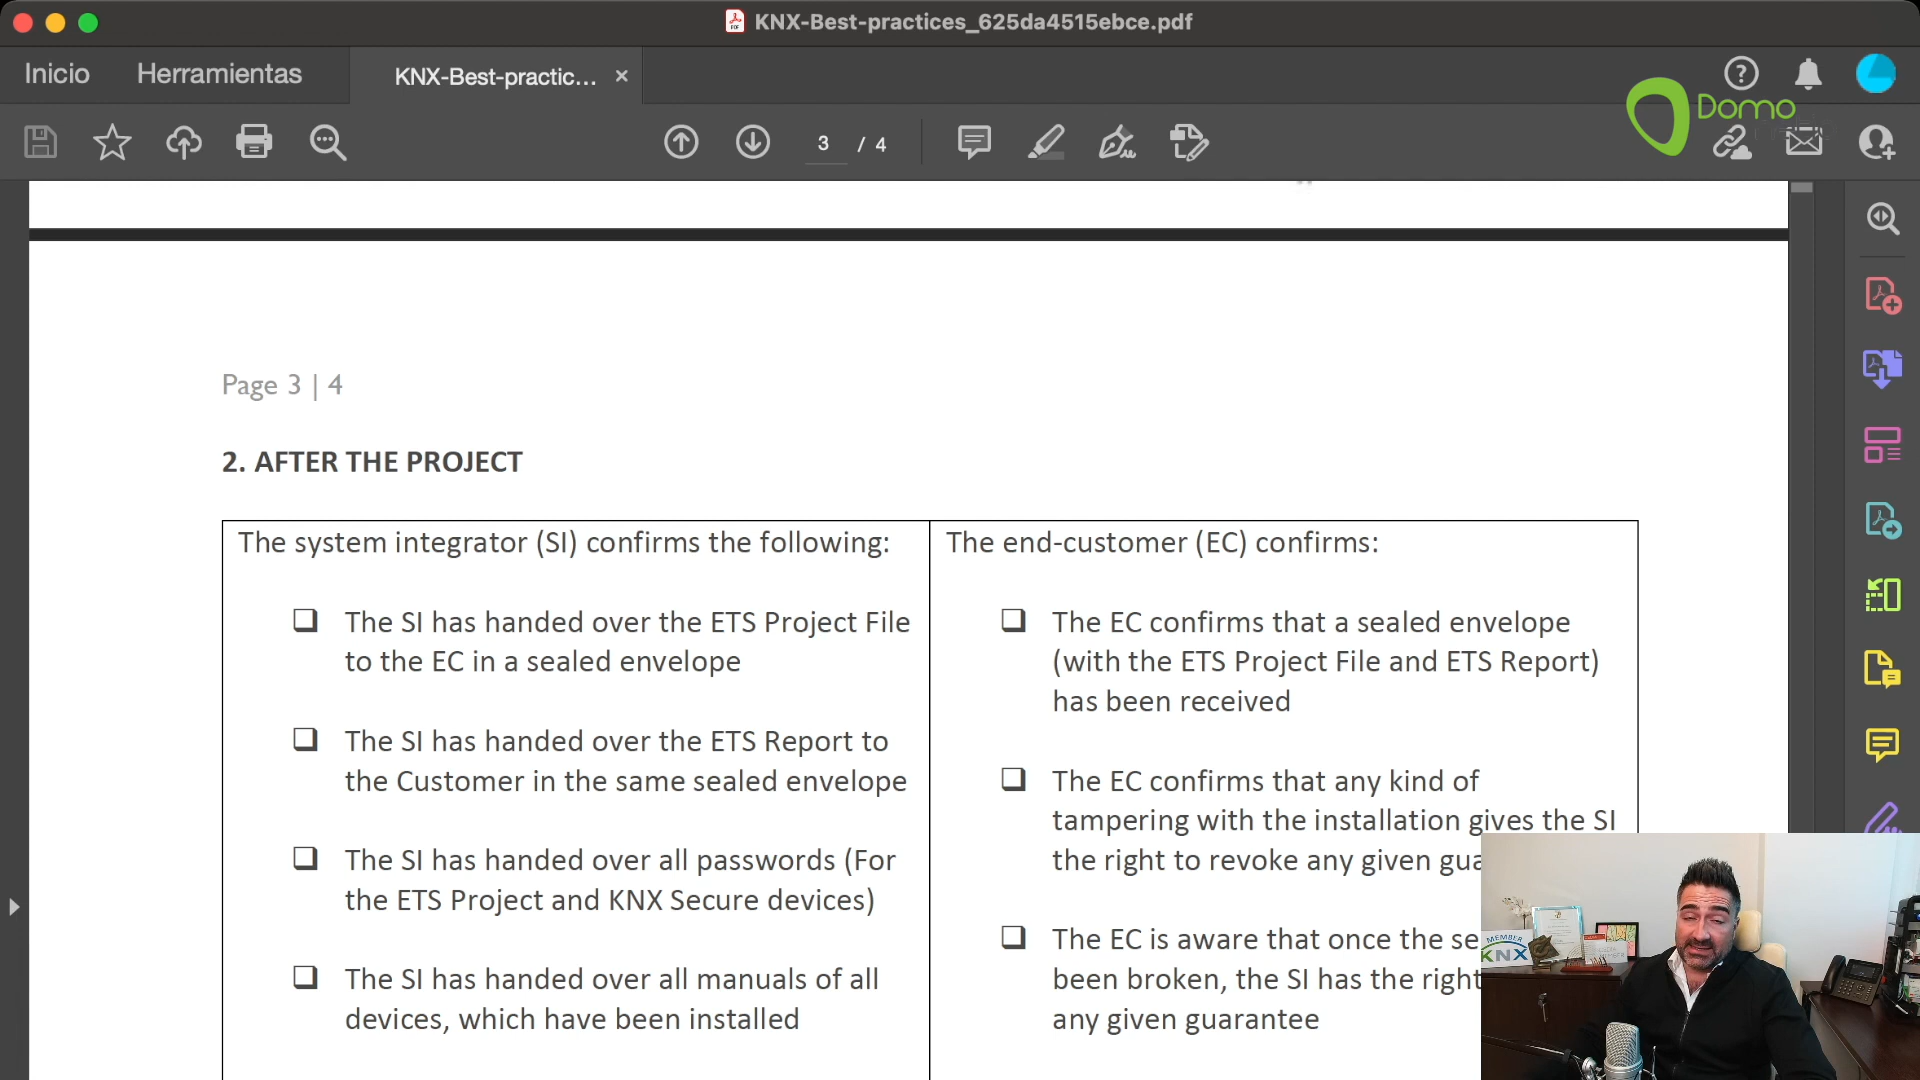 KNX-Best-practices_625da4515ebce.pdf
Inicio
Herramientas
KNX-Best-practic...
Domo
3 / 4
Page 3 | 4
2. AFTER THE PROJECT
The system integrator (SI) confirms the following:
❑ The SI has handed over the ETS Project File
to the EC in a sealed envelope
❑ The SI has handed over the ETS Report to
the Customer in the same sealed envelope
❑ The SI has handed over all passwords (For
the ETS Project and KNX Secure devices)
❑ The SI has handed over all manuals of all
devices, which have been installed
The end-customer (EC) confirms:
❑ The EC confirms that a sealed envelope
(with the ETS Project File and ETS Report)
has been received
❑ The EC confirms that any kind of
tampering with the installation gives the SI
the right to revoke any given gua
❑ The EC is aware that once the se
been broken, the SI has the right
any given guarantee
MEMBER
KNX